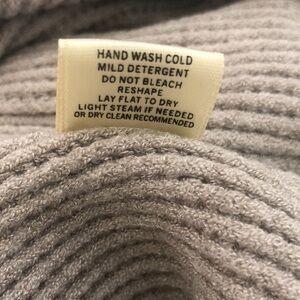 HAND WASH COLD
MILD DETERGENT
DO NOT BLEACH
RESHAPE
LAY FLAT TO DRY
LIGHT STEAM IF NEEDED
OR DRY CLEAN RECOMMENDED